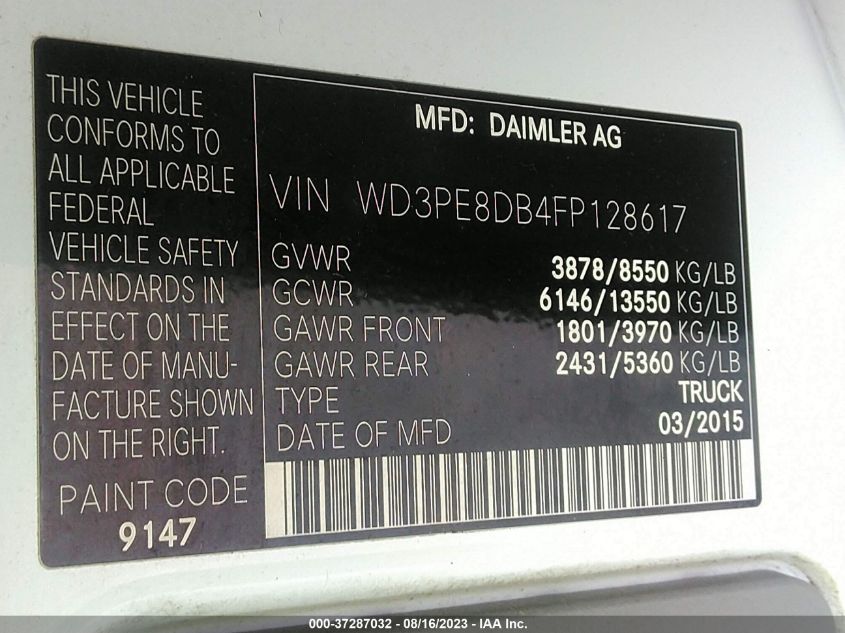 THIS VEHICLE
CONFORMS TO
ALL APPLICABLE
FEDERAL
VEHICLE SAFETY
STANDARDS IN
EFFECT ON THE
DATE OF MANU-
FACTURE SHOWN
ON THE RIGHT.
PAINT CODE
9147
MFD: DAIMLER AG
VIN WD3PE8DB4FP128617
GVWR 3878/8550 KG/LB
GCWR 6146/13550 KG/LB
GAWR FRONT 1801/3970 KG/LB
GAWR REAR 2431/5360 KG/LB
TYPE TRUCK
DATE OF MFD 03/2015
000-37287032 - 08/16/2023 - IAA Inc.